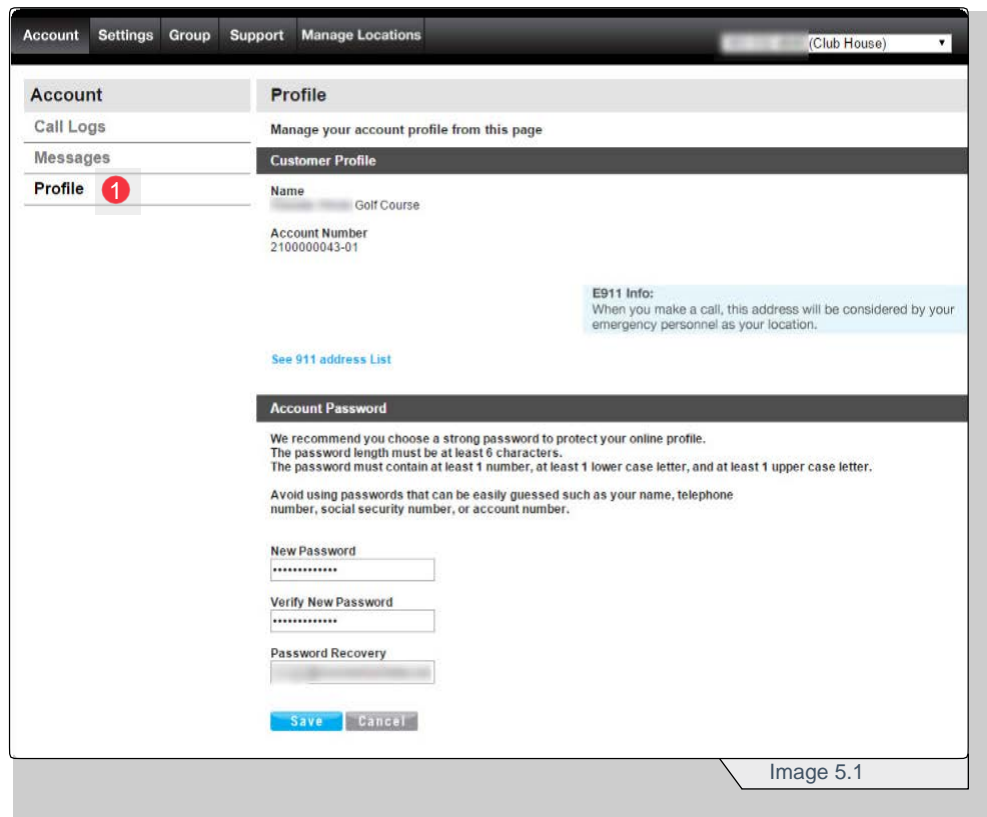 Account Settings Group Support Manage Locations
(Club House)
Account
Call Logs
Messages
Profile 1
Profile
Manage your account profile from this page
Customer Profile
Name
Golf Course
Account Number
2100000043-01
E911 Info:
When you make a call, this address will be considered by your
emergency personnel as your location.
See 911 address List
Account Password
We recommend you choose a strong password to protect your online profile.
The password length must be at least 6 characters.
The password must contain at least 1 number, at least 1 lower case letter, and at least 1 upper case letter.
Avoid using passwords that can be easily guessed such as your name, telephone
number, social security number, or account number.
New Password
•••••••••••••
Verify New Password
•••••••••••••
Password Recovery
Save Cancel
Image 5.1